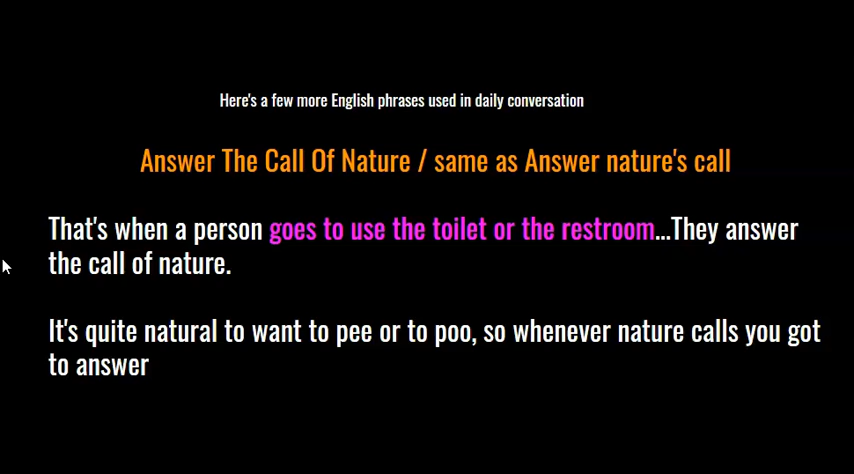 Here's a few more English phrases used in daily conversation
Answer The Call Of Nature / same as Answer nature's call
That's when a person goes to use the toilet or the restroom...They answer
the call of nature.
It's quite natural to want to pee or to poo, so whenever nature calls you got
to answer